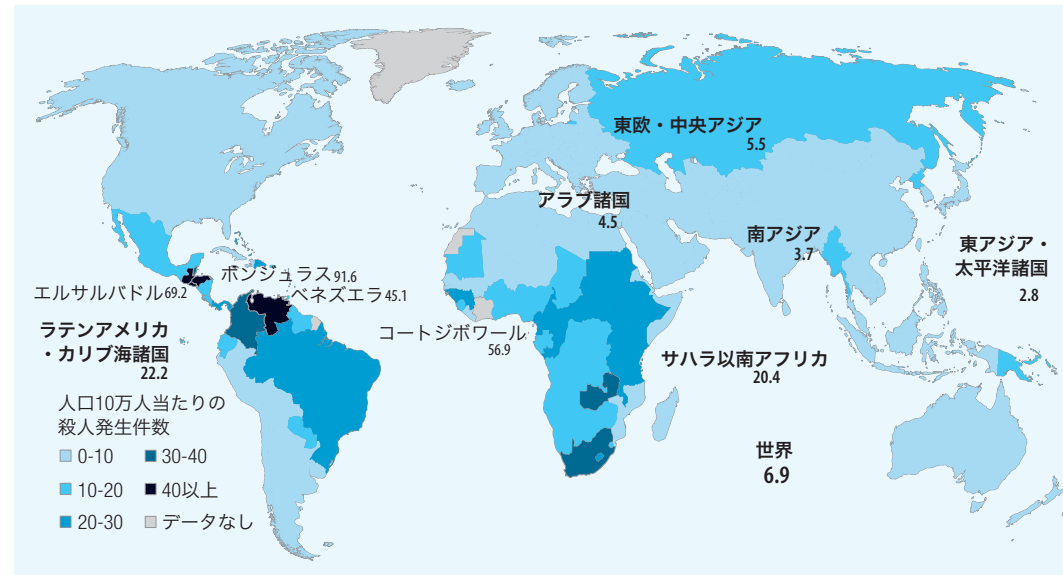 東欧・中央アジア
5.5
アラブ諸国
4.5
南アジア
3.7
東アジア・
太平洋諸国
2.8
ボンジュラス91.6
エルサルバドル69.2
ベネズエラ45.1
ラテンアメリカ
・カリブ海諸国
22.2
コートジボワール
56.9
サハラ以南アフリカ
20.4
世界
6.9
人口10万人当たりの
殺人発生件数
0-10
30-40
10-20
40以上
20-30
データなし